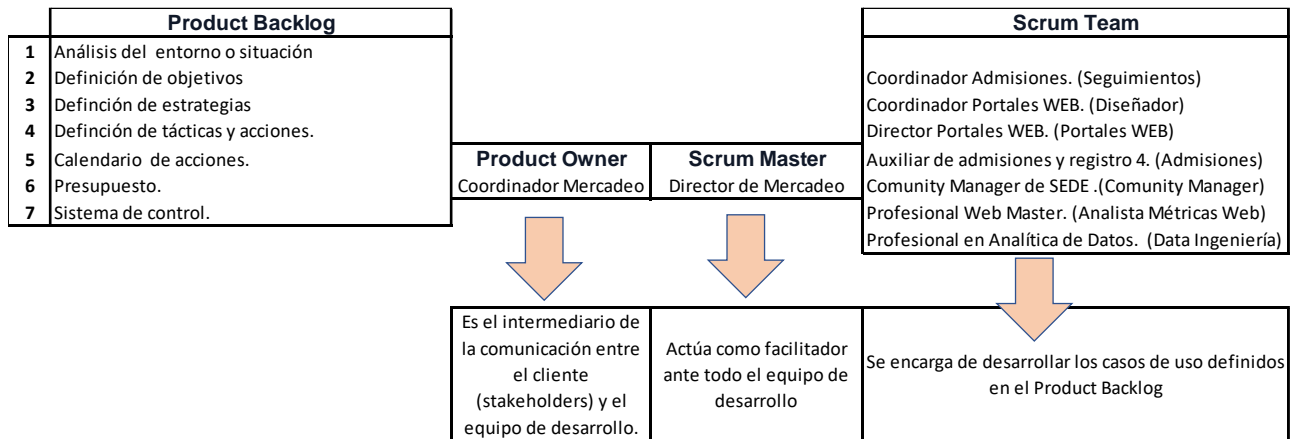 Product Backlog
1 Análisis del entorno o situación
2 Definición de objetivos
3 Definción de estrategias
4 Definción de tácticas y acciones.
5 Calendario de acciones.
6 Presupuesto.
7 Sistema de control.
Product Owner
Coordinador Mercadeo
Scrum Master
Director de Mercadeo
Scrum Team
Coordinador Admisiones. (Seguimientos)
Coordinador Portales WEB. (Diseñador)
Director Portales WEB. (Portales WEB)
Auxiliar de admisiones y registro 4. (Admisiones)
Comunity Manager de SEDE .(Comunity Manager)
Profesional Web Master. (Analista Métricas Web)
Profesional en Analítica de Datos. (Data Ingeniería)
Es el intermediario de
la comunicación entre
el cliente
(stakeholders) y el
equipo de desarrollo.
Actúa como facilitador
ante todo el equipo de
desarrollo
Se encarga de desarrollar los casos de uso definidos
en el Product Backlog